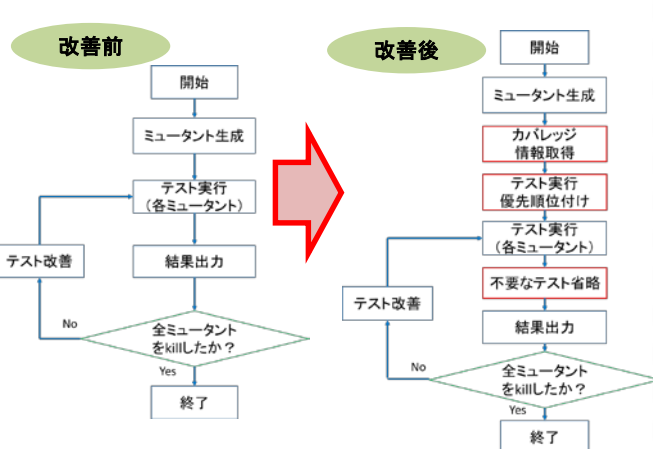 改善前
開始
ミュータント生成
テスト実行
(各ミュータント)
テスト改善
結果出力
No
全ミュータント
をkillしたか？
Yes
終了
改善後
開始
ミュータント生成
カバレッジ
情報取得
テスト実行
優先順位付け
テスト実行
(各ミュータント)
不要なテスト省略
テスト改善
結果出力
No
全ミュータント
をkillしたか？
Yes
終了